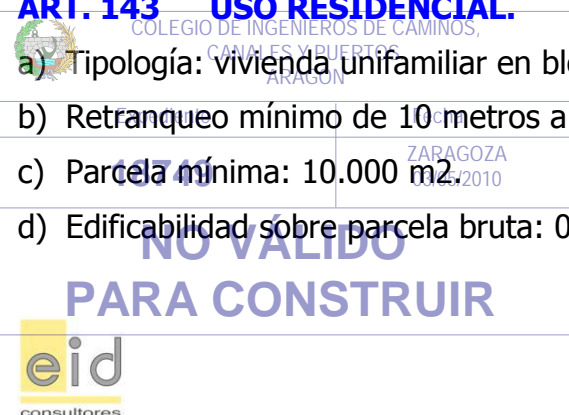 ART. 143 USO RESIDENCIAL.
COLEGIO DE INGENIEROS DE CAMINOS,
CANALES Y PUERTOS
ARAGÓN
a) Tipología: vivienda unifamiliar en blo
Expediente Fecha
b) Retranqueo mínimo de 10 metros a
ZARAGOZA
c) Parcela mínima: 10.000 m2.
03/05/2010
d) Edificabilidad sobre parcela bruta: 0
NO VÁLIDO
PARA CONSTRUIR
eid
consultores